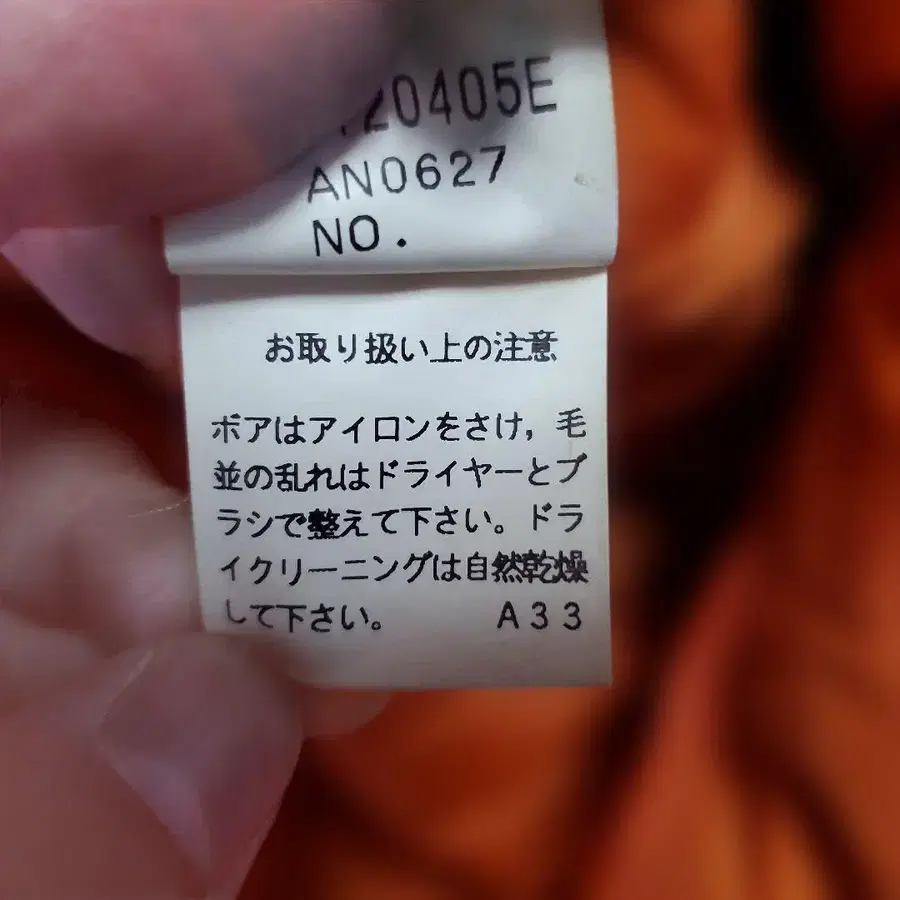 20405E
AN0627
NO.
お取り扱い上の注意
ボアはアイロンをさけ，毛
並の乱れはドライヤーとブ
ラシで整えて下さい。ドラ
イクリーニングは自然乾燥
して下さい。 A33